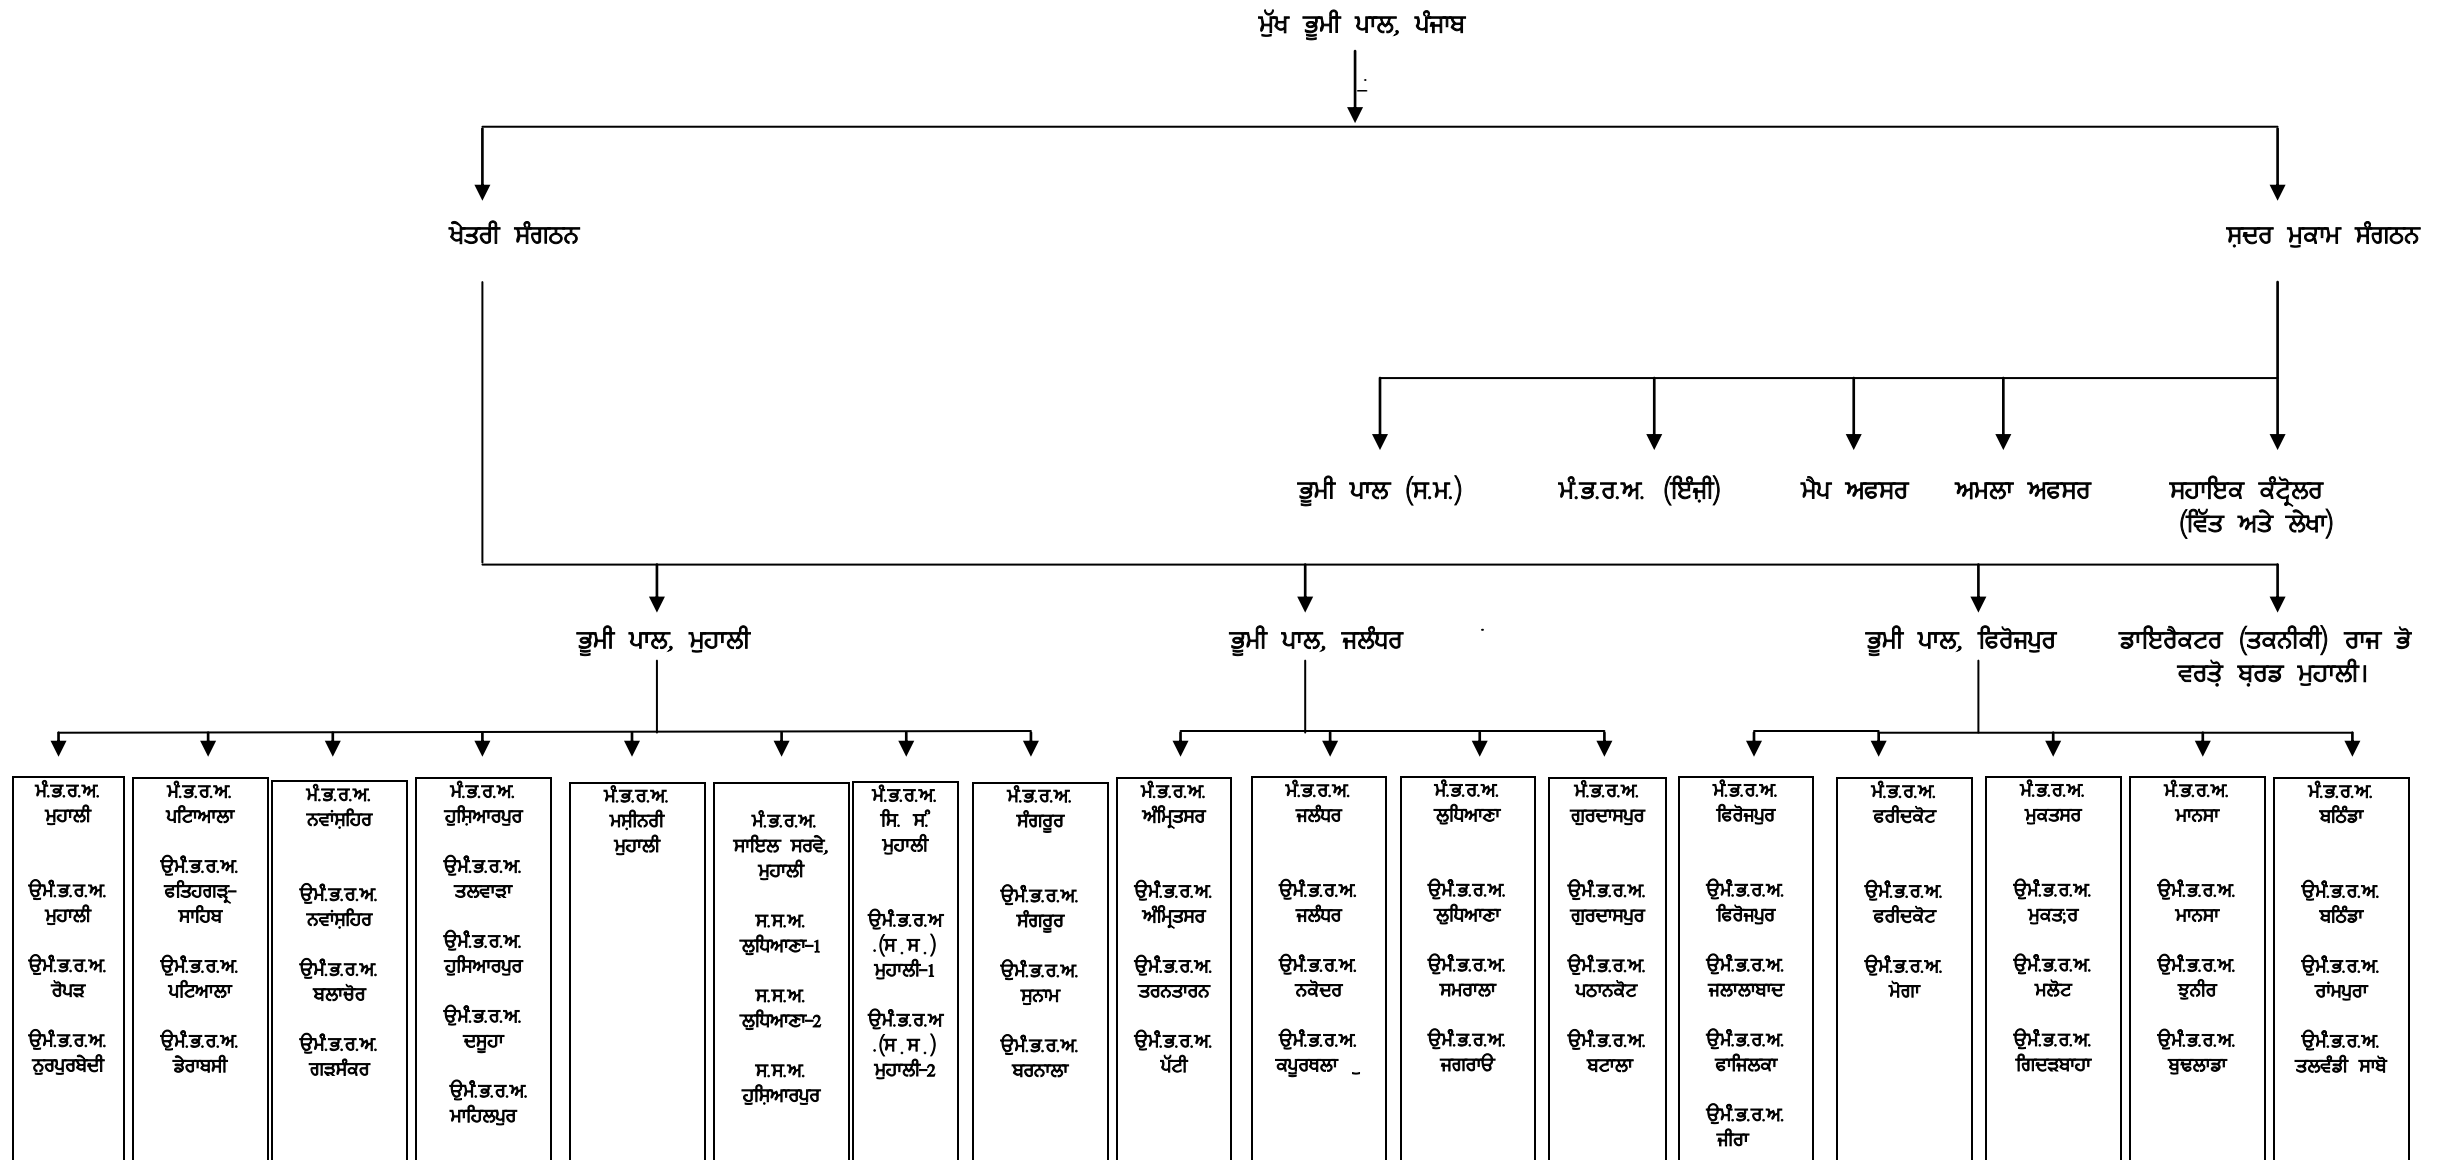 ਮੁੱਖ ਭੂਮੀ ਪਾਲ, ਪੰਜਾਬ
ਖੇਤਰੀ ਸੰਗਠਨ
ਸ਼ਦਰ ਮੁਕਾਮ ਸੰਗਠਨ
ਭੂਮੀ ਪਾਲ (ਸ.ਮ.)
ਮੰ.ਭ.ਰ.ਅ. (ਇੰਜ਼ੀ)
ਮੈਪ ਅਫਸਰ
ਅਮਲਾ ਅਫਸਰ
ਸਹਾਇਕ ਕੰਟ੍ਰੋਲਰ
(ਵਿੱਤ ਅਤੇ ਲੇਖਾ)
ਭੂਮੀ ਪਾਲ, ਮੁਹਾਲੀ
ਭੂਮੀ ਪਾਲ, ਜਲੰਧਰ
ਭੂਮੀ ਪਾਲ, ਫਿਰੋਜਪੁਰ
ਡਾਇਰੈਕਟਰ (ਤਕਨੀਕੀ) ਰਾਜ ਭੋ
ਵਰਤੋ਼ ਬ਼ਰਡ ਮੁਹਾਲੀ।
ਮੰ.ਭ.ਰ.ਅ.
ਮੁਹਾਲੀ
ਉਮੰ.ਭ.ਰ.ਅ.
ਮੁਹਾਲੀ
ਉਮੰ.ਭ.ਰ.ਅ.
ਰੋਪੜ
ਉਮੰ.ਭ.ਰ.ਅ.
ਨੁਰਪੁਰਬੇਦੀ
ਮੰ.ਭ.ਰ.ਅ.
ਪਟਿਆਲਾ
ਉਮੰ.ਭ.ਰ.ਅ.
ਫਤਿਹਗੜ੍ਹ-
ਸਾਹਿਬ
ਉਮੰ.ਭ.ਰ.ਅ.
ਪਟਿਆਲਾ
ਉਮੰ.ਭ.ਰ.ਅ.
ਡੇਰਾਬਸੀ
ਮੰ.ਭ.ਰ.ਅ.
ਨਵਾਂਸ਼ਹਿਰ
ਉਮੰ.ਭ.ਰ.ਅ.
ਨਵਾਂਸ਼ਹਿਰ
ਉਮੰ.ਭ.ਰ.ਅ.
ਬਲਾਚੋਰ
ਉਮੰ.ਭ.ਰ.ਅ.
ਗੜਸੰਕਰ
ਮੰ.ਭ.ਰ.ਅ.
ਹੁਸ਼ਿਆਰਪੁਰ
ਉਮੰ.ਭ.ਰ.ਅ.
ਤਲਵਾੜਾ
ਉਮੰ.ਭ.ਰ.ਅ.
ਹੁਸਿਆਰਪੁਰ
ਉਮੰ.ਭ.ਰ.ਅ.
ਦਸੂਹਾ
ਉਮੰ.ਭ.ਰ.ਅ.
ਮਾਹਿਲਪੁਰ
ਮੰ.ਭ.ਰ.ਅ.
ਮਸ਼ੀਨਰੀ
ਮੁਹਾਲੀ
ਮੰ.ਭ.ਰ.ਅ.
ਸਾਇਲ ਸਰਵੇ,
ਮੁਹਾਲੀ
ਸ.ਸ.ਅ.
ਲੁਧਿਆਣਾ-1
ਸ.ਸ.ਅ.
ਲੁਧਿਆਣਾ-2
ਸ.ਸ.ਅ.
ਹੁਸ਼ਿਆਰਪੁਰ
ਮੰ.ਭ.ਰ.ਅ.
ਸਿ. ਸੰ.
ਮੁਹਾਲੀ
ਉਮੰ.ਭ.ਰ.ਅ
.(ਸ.ਸ.)
ਮੁਹਾਲੀ-1
ਉਮੰ.ਭ.ਰ.ਅ
.(ਸ.ਸ.)
ਮੁਹਾਲੀ-2
ਮੰ.ਭ.ਰ.ਅ.
ਸੰਗਰੂਰ
ਉਮੰ.ਭ.ਰ.ਅ.
ਸੰਗਰੂਰ
ਉਮੰ.ਭ.ਰ.ਅ.
ਸੁਨਾਮ
ਉਮੰ.ਭ.ਰ.ਅ.
ਬਰਨਾਲਾ
ਮੰ.ਭ.ਰ.ਅ.
ਅੰਮ੍ਰਿਤਸਰ
ਉਮੰ.ਭ.ਰ.ਅ.
ਅੰਮ੍ਰਿਤਸਰ
ਉਮੰ.ਭ.ਰ.ਅ.
ਤਰਨਤਾਰਨ
ਉਮੰ.ਭ.ਰ.ਅ.
ਪੱਟੀ
ਮੰ.ਭ.ਰ.ਅ.
ਜਲੰਧਰ
ਉਮੰ.ਭ.ਰ.ਅ.
ਜਲੰਧਰ
ਉਮੰ.ਭ.ਰ.ਅ.
ਨਕੋਦਰ
ਉਮੰ.ਭ.ਰ.ਅ.
ਕਪੂਰਥਲਾ
ਮੰ.ਭ.ਰ.ਅ.
ਲੁਧਿਆਣਾ
ਉਮੰ.ਭ.ਰ.ਅ.
ਲੁਧਿਆਣਾ
ਉਮੰ.ਭ.ਰ.ਅ.
ਸਮਰਾਲਾ
ਉਮੰ.ਭ.ਰ.ਅ.
ਜਗਰਾਓ
ਮੰ.ਭ.ਰ.ਅ.
ਗੁਰਦਾਸਪੁਰ
ਉਮੰ.ਭ.ਰ.ਅ.
ਗੁਰਦਾਸਪੁਰ
ਉਮੰ.ਭ.ਰ.ਅ.
ਪਠਾਨਕੋਟ
ਉਮੰ.ਭ.ਰ.ਅ.
ਬਟਾਲਾ
ਮੰ.ਭ.ਰ.ਅ.
ਫਿਰੋਜਪੁਰ
ਉਮੰ.ਭ.ਰ.ਅ.
ਫਿਰੋਜਪੁਰ
ਉਮੰ.ਭ.ਰ.ਅ.
ਜਲਾਲਾਬਾਦ
ਉਮੰ.ਭ.ਰ.ਅ.
ਫਾਜਿਲਕਾ
ਉਮੰ.ਭ.ਰ.ਅ.
ਜੀਰਾ
ਮੰ.ਭ.ਰ.ਅ.
ਫਰੀਦਕੋਟ
ਉਮੰ.ਭ.ਰ.ਅ.
ਫਰੀਦਕੋਟ
ਉਮੰ.ਭ.ਰ.ਅ.
ਮੋਗਾ
ਮੰ.ਭ.ਰ.ਅ.
ਮੁਕਤਸਰ
ਉਮੰ.ਭ.ਰ.ਅ.
ਮੁਕਤ;ਰ
ਉਮੰ.ਭ.ਰ.ਅ.
ਮਲੋਟ
ਉਮੰ.ਭ.ਰ.ਅ.
ਗਿਦੜਬਾਹਾ
ਮੰ.ਭ.ਰ.ਅ.
ਮਾਨਸਾ
ਉਮੰ.ਭ.ਰ.ਅ.
ਮਾਨਸਾ
ਉਮੰ.ਭ.ਰ.ਅ.
ਝੁਨੀਰ
ਉਮੰ.ਭ.ਰ.ਅ.
ਬੁਢਲਾਡਾ
ਮੰ.ਭ.ਰ.ਅ.
ਬਠਿੰਡਾ
ਉਮੰ.ਭ.ਰ.ਅ.
ਬਠਿੰਡਾ
ਉਮੰ.ਭ.ਰ.ਅ.
ਰਾਂਮਪੁਰਾ
ਉਮੰ.ਭ.ਰ.ਅ.
ਤਲਵੰਡੀ ਸਾਬੋ